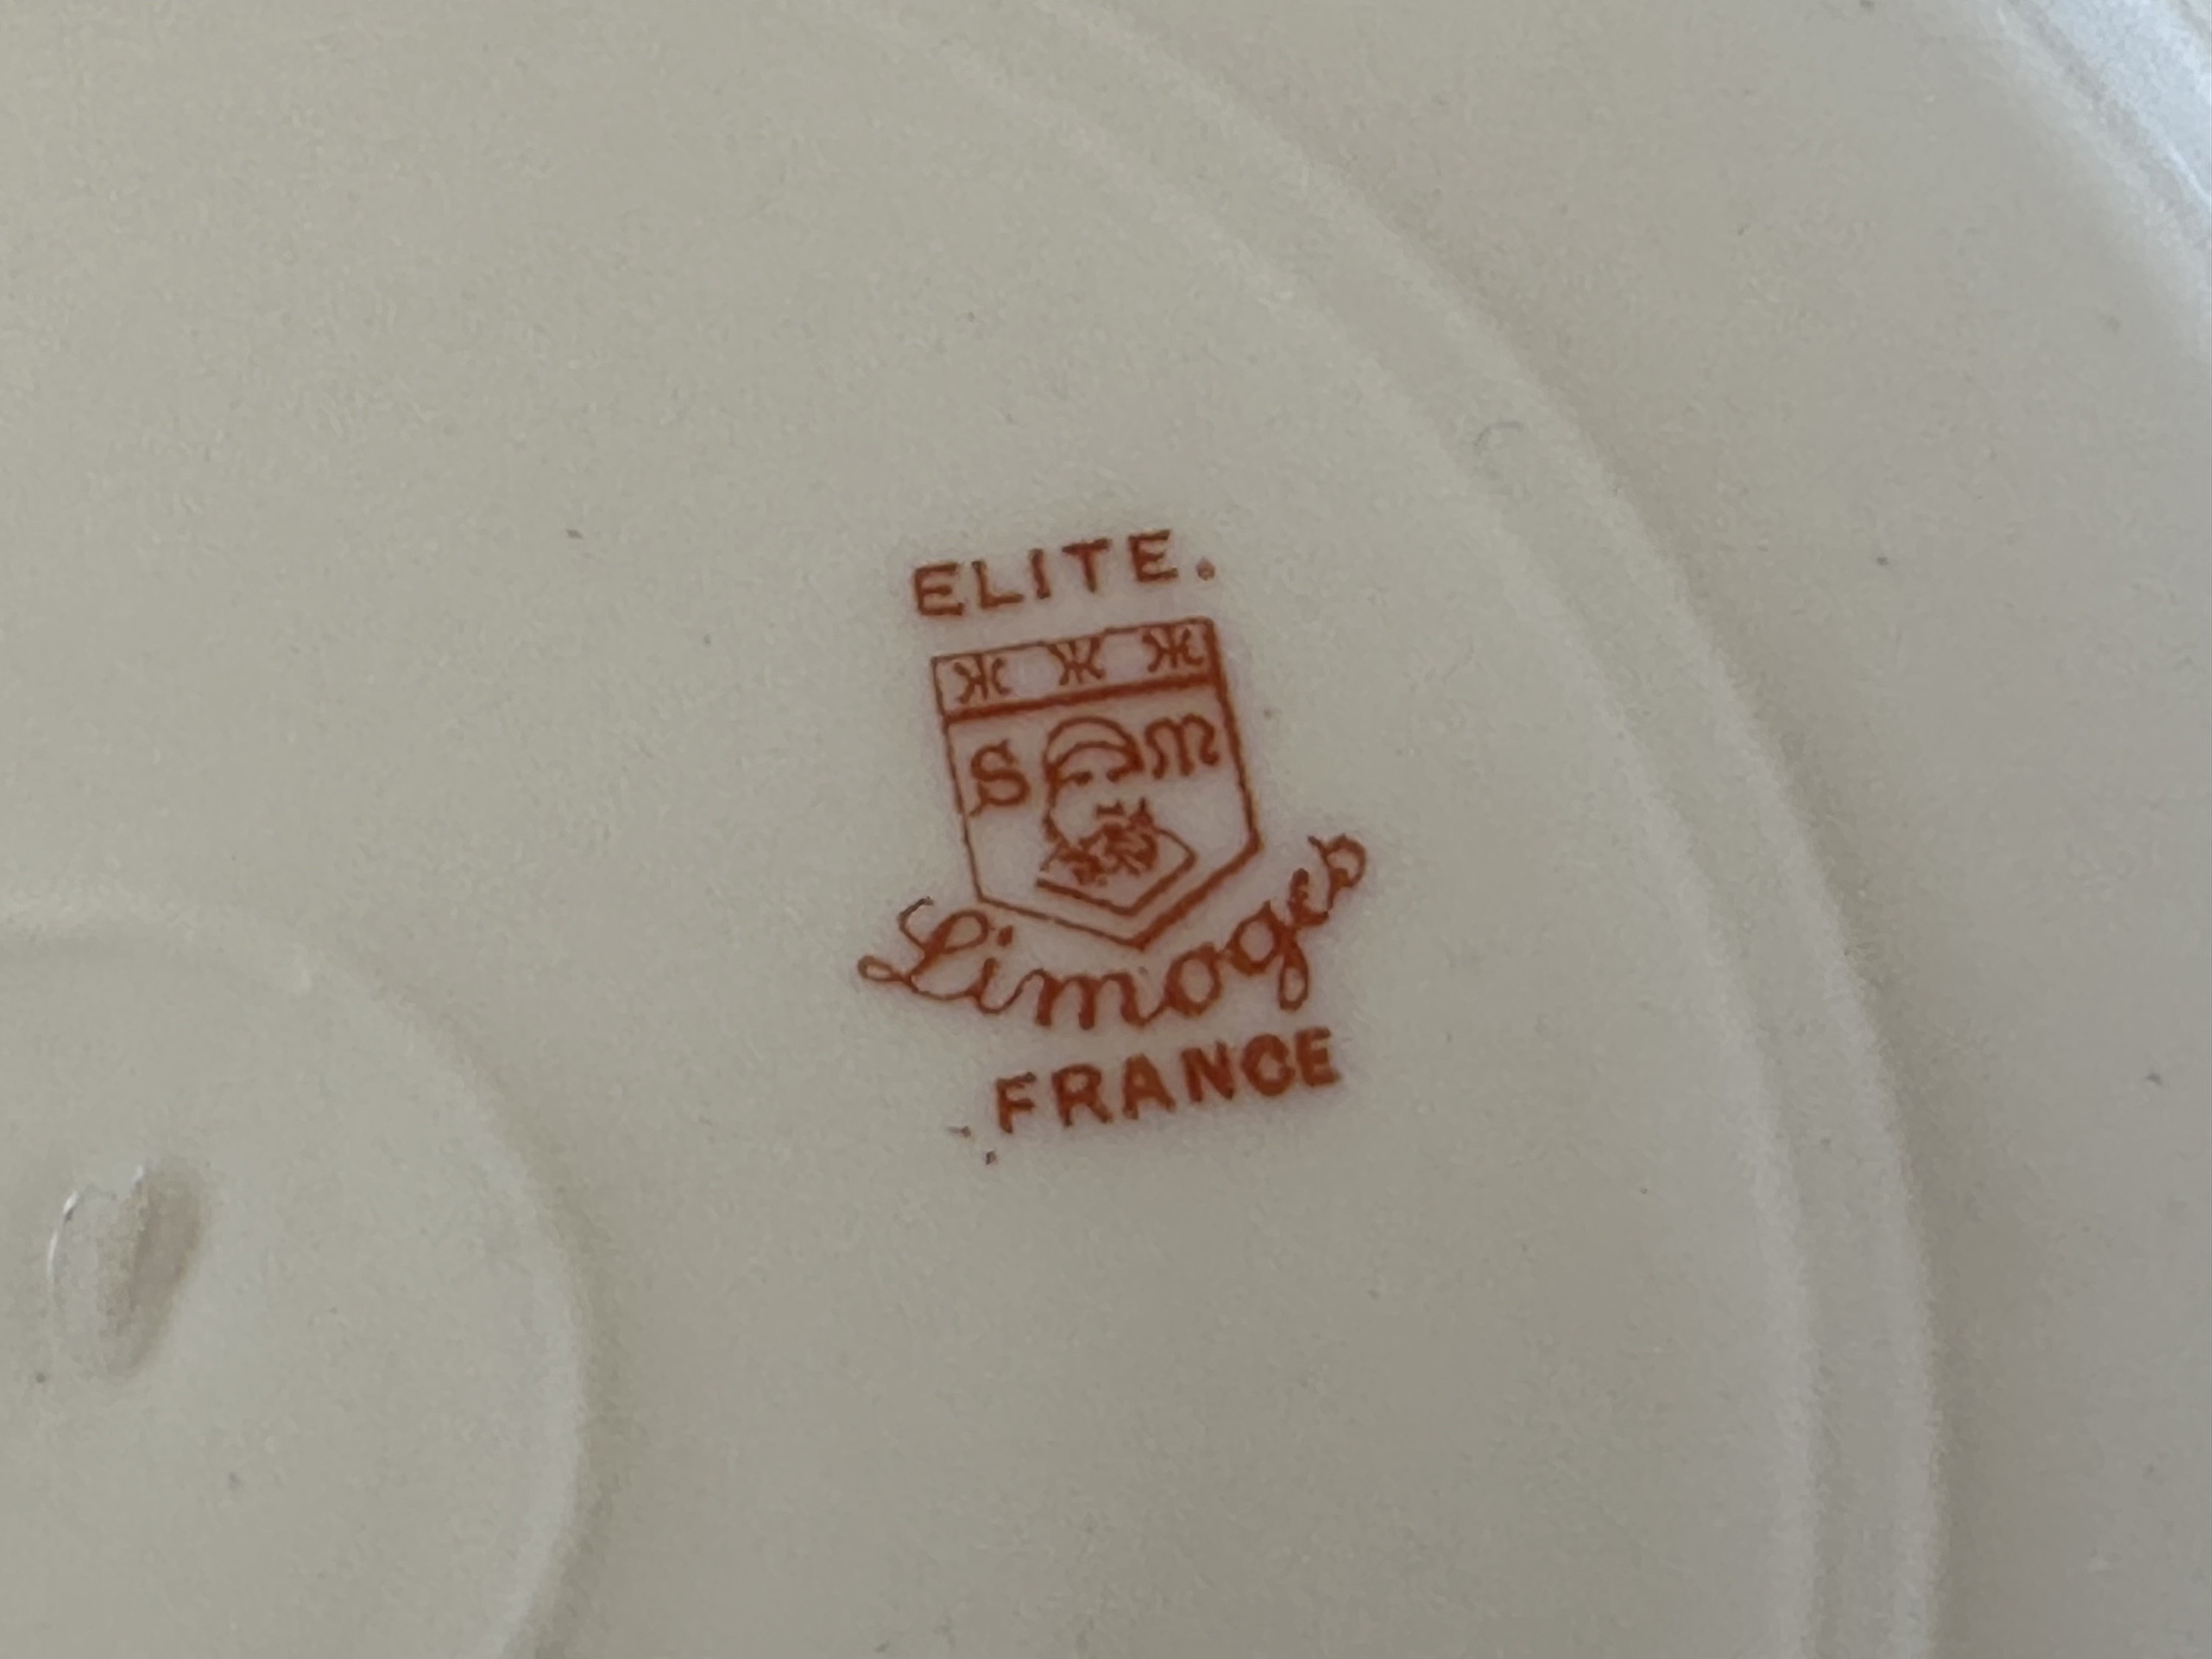 ELITE.
S M
Limoges
FRANCE